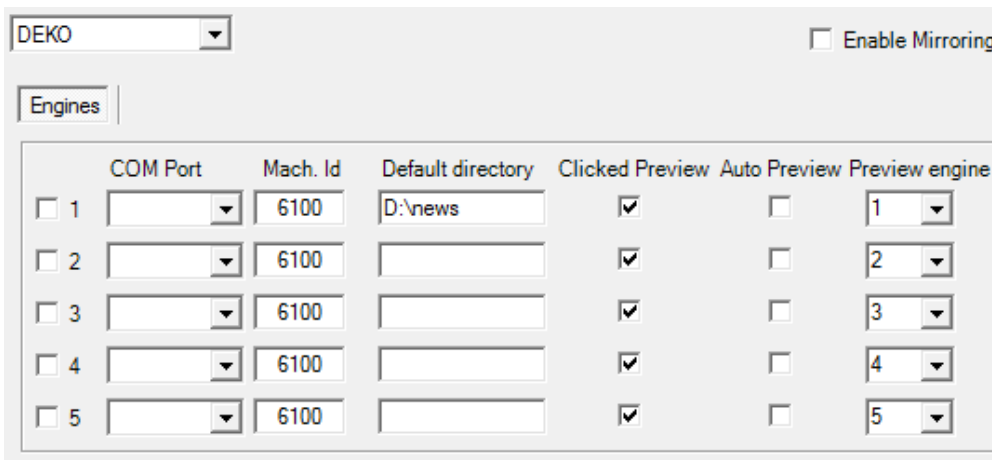 DEKO
Enable Mirroring
Engines
COM Port Mach. Id Default directory Clicked Preview Auto Preview Preview engine
1 6100 D:\news 1
2 6100 2
3 6100 3
4 6100 4
5 6100 5